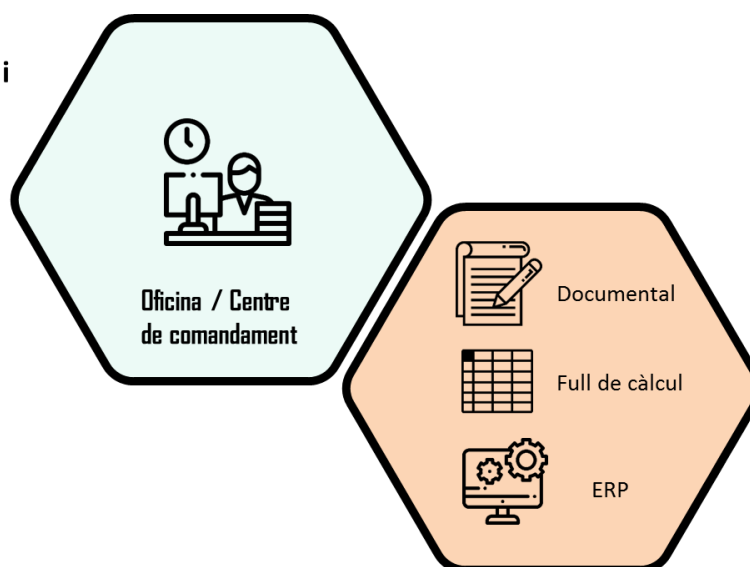 i
Oficina / Centre
de comandament
Documental
Full de càlcul
ERP